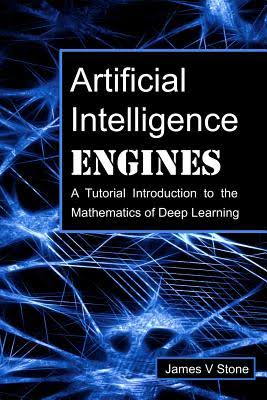 Artificial
Intelligence
ENGINES
A Tutorial Introduction to the
Mathematics of Deep Learning
James V Stone